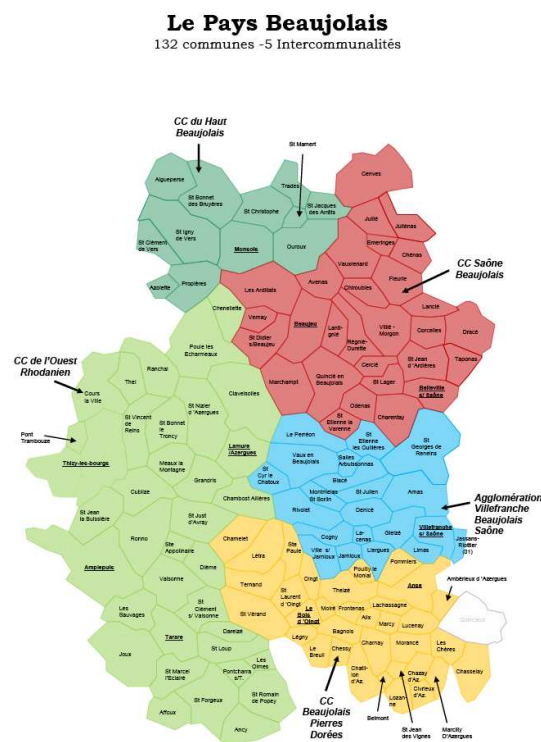 Le Pays Beaujolais
132 communes -5 Intercommunalités
CC du Haut
Beaujolais
St Mamert
Aigueperse
St Bonnet
des Bruyères
Trades
Cenves
St Christophe
St Jacques
des Arrêts
St Igny
de Vers
St Clément
de Vers
Monsols
Ouroux
Jullié
Juliénas
Emeringes
Chénas
Vauxrenard
Fleurie
CC Saône
Beaujolais
Azolette
Propières
Avenas
Chiroubles
Les Ardillats
Chenelette
Vernay
Beaujeu
Lanti-
gnié
Villié -
Morgon
Lancié
Corcelles
Dracé
St Didier
s/Beaujeu
Régnié-
Durette
Poule les
Echarmeaux
CC de l'Ouest
Rhodanien
Cercié
St Jean
d 'Ardières
Taponas
Ranchal
Thel
Marchampt
Quincié en
Beaujolais
St Lager
Belleville
s/ Saône
Cours
la Ville
Claveisolles
Odenas
St Nizier
d 'Azergues
St
Etienne la
Varenne
Charentay
St Vincent
de Reins
St Bonnet
le
Troncy
Pont
Trambouze
Le Perréon
St
Etienne
les Oullières
St
Georges de
Reneins
Lamure
/Azergues
Thizy-les-bourgs
Vaux en
Beaujolais
Salles
Arbuissonnas
Meaux la
Montagne
St
Cyr le
Chatoux
Blacé
Grandris
Cublize
Montmelas
St Sorlin
St Julien
Arnas
Chambost Allières
Rivolet
Denicé
Agglomération
Villefranche
Beaujolais
Saône
St Jean
la Bussière
St Just
d'Avray
Villefranche
s/ Saône
Ronno
Chamelet
Cogny
La-
cenas
Gleizé
Jassans-
Riottier
(01)
Ste
Appolinaire
Létra
Ste
Paule
Ville s/
Jarnioux
Jarnioux
Liergues
Limas
Amplepuis
Dième
Pouilly le
Monial
Pommiers
Valsonne
Ternand
Oingt
Theizé
Anse
Ambérieux d 'Azergues
St
Laurent
d 'Oingt
Les
Sauvages
St
Clément
s/ Valsonne
St Vérand
Le
Bois
d 'Oingt
Moiré
Frontenas
Lachassagne
Alix
Marcy
Lucenay
Quincieux
Tarare
Dareizé
Légny
Bagnols
St Loup
Le
Breuil
Chessy
Charnay
Morancé
Les
Chères
Joux
Les
Olmes
St Marcel
l'Eclairé
Pontcharra
s/T.
Chatil-
lon
d'Az.
Chazay
d'Az.
Chasselay
Civrieux
d'Az.
St Forgeux
St Romain
de Popey
Lozan-
ne
Affoux
CC
Beaujolais
Pierres
Dorées
Belmont
St Jean
des Vignes
Marcilly
D'Azergues
Ancy